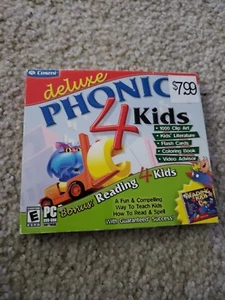 Cosmi
deluxe
$7.99
PHONIC
4 Kids
• 1000 Clip Art
• Kids' Literature
• Flash Cards
• Coloring Book
• Video Advisor
Bonus! Reading 4 Kids
A Fun & Compelling
Way To Teach Kids
How To Read & Spell
With Guaranteed "Success"
E
PC